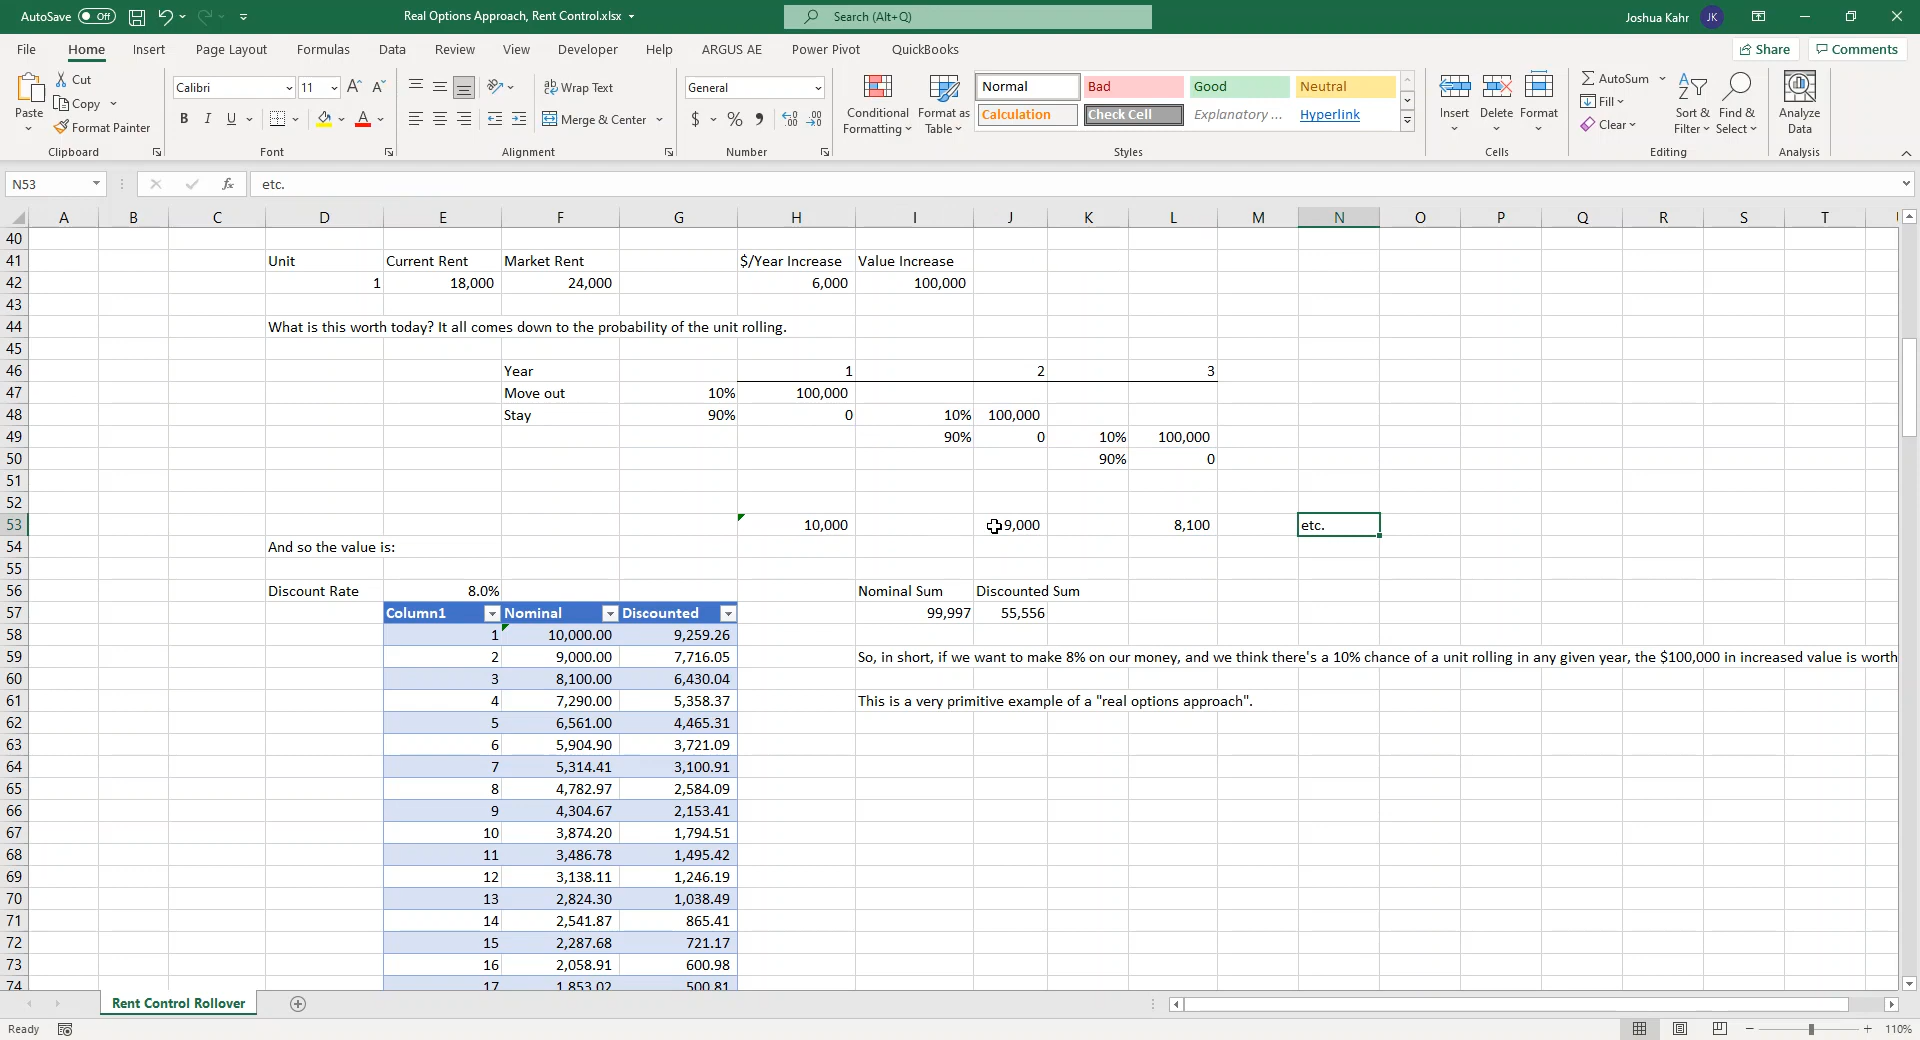 AutoSave Off Real Options Approach, Rent Control.xlsx Search (Alt+Q) Joshua Kahr JK
File Home Insert Page Layout Formulas Data Review View Developer Help ARGUS AE Power Pivot QuickBooks Share Comments
Paste Cut Copy Format Painter
Calibri 11 A A B I U A
ab Wrap Text Merge & Center
General $ % 9
Conditional Formatting Format as Table
Normal Bad Good Neutral
Calculation Check Cell Explanatory ... Hyperlink
Insert Delete Format
AutoSum Fill Clear Sort & Filter Find & Select
Analyze Data
Clipboard Font Alignment Number Styles Cells Editing Analysis
N53 fx etc.
A B C D E F G H I J K L M N O P Q R S T
40
41 Unit Current Rent Market Rent $/Year Increase Value Increase
42 1 18,000 24,000 6,000 100,000
43
44 What is this worth today? It all comes down to the probability of the unit rolling.
45
46 Year 1 2 3
47 Move out 10% 100,000
48 Stay 90% 0 10% 100,000
49 90% 0 10% 100,000
50 90% 0
51
52
53 10,000 9,000 8,100 etc.
54 And so the value is:
55
56 Discount Rate 8.0% Nominal Sum Discounted Sum
57 Column1 Nominal Discounted 99,997 55,556
58 1 10,000.00 9,259.26
59 2 9,000.00 7,716.05 So, in short, if we want to make 8% on our money, and we think there's a 10% chance of a unit rolling in any given year, the $100,000 in increased value is worth
60 3 8,100.00 6,430.04
61 4 7,290.00 5,358.37 This is a very primitive example of a "real options approach".
62 5 6,561.00 4,465.31
63 6 5,904.90 3,721.09
64 7 5,314.41 3,100.91
65 8 4,782.97 2,584.09
66 9 4,304.67 2,153.41
67 10 3,874.20 1,794.51
68 11 3,486.78 1,495.42
69 12 3,138.11 1,246.19
70 13 2,824.30 1,038.49
71 14 2,541.87 865.41
72 15 2,287.68 721.17
73 16 2,058.91 600.98
74 17 1,853.02 500.81
Rent Control Rollover
Ready 110%